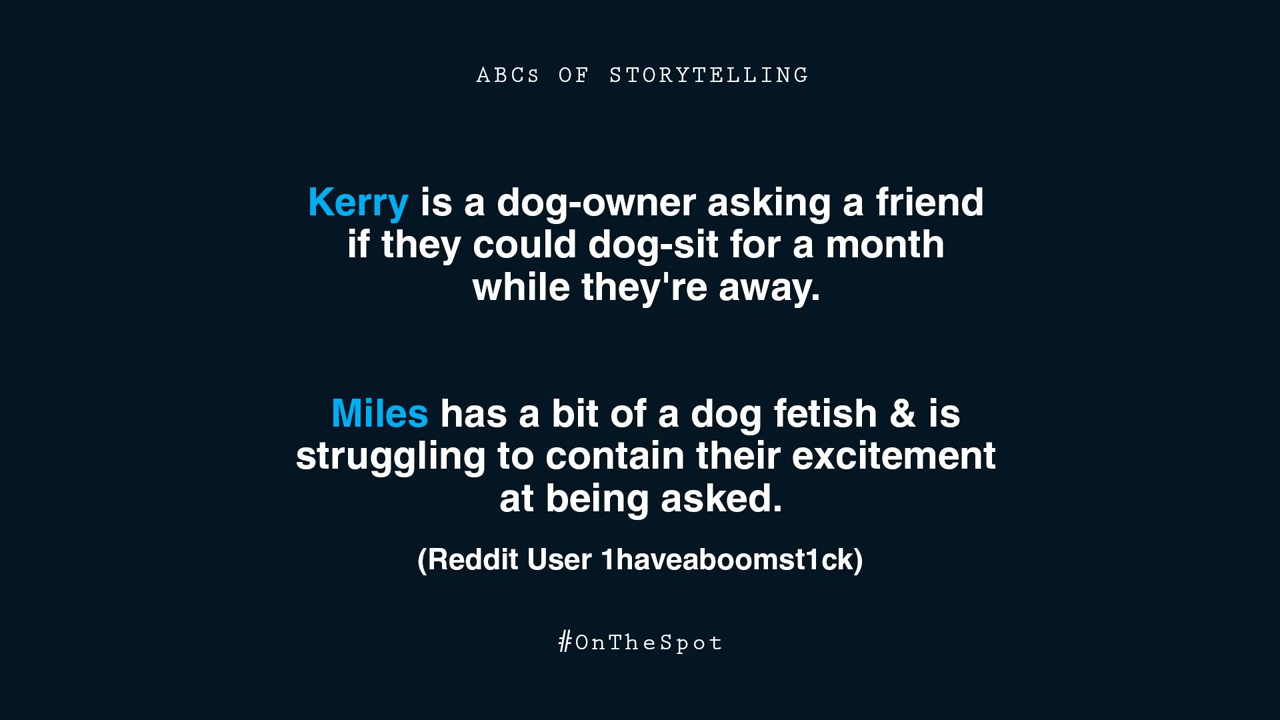 ABCs OF STORYTELLING
Kerry is a dog-owner asking a friend
if they could dog-sit for a month
while they're away.
Miles has a bit of a dog fetish & is
struggling to contain their excitement
at being asked.
(Reddit User 1haveaboomst1ck)
#OnTheSpot